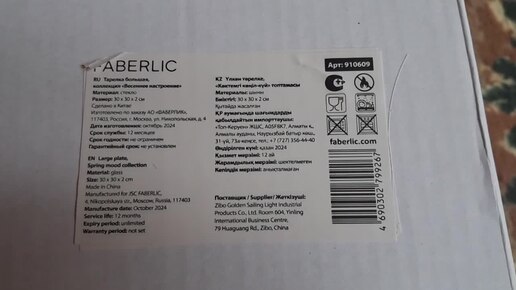 FABERLIC
Арт: 910609
RU Тарелка большая,
коллекция «Весеннее настроение»
Материал: стекло
Размер: 30 x 30 x 2 см
Сделано в Китае
Изготовлено по заказу АО «ФАБЕРЛИК»,
117403, Россия, г. Москва, ул. Никопольская, д. 4
Дата изготовления: октябрь 2024
Срок службы: 12 месяцев
Срок годности: не ограничен
Гарантийный срок: не установлен
EN Large plate,
Spring mood collection
Material: glass
Size: 30 x 30 x 2 cm
Made in China
Manufactured for JSC FABERLIC,
4, Nikopolskaya st., Moscow, Russia, 117403
Manufacture date: October 2024
Service life: 12 months
Expiry period: unlimited
Warranty period: not set
KZ Үлкен тәрелке,
«Көктемгі көңіл-күй» топтамасы
Материалы: шыны
Өлшемі: 30 x 30 x 2 см
Қытайда жасалған
ҚР аумағында шағымдарды
қабылдайтын импорттаушы:
«Топ-Керуен» ЖШС, A05F8K7, Алматы қ.,
Алмалы ауданы, Наурызбай батыр көш.,
31 үй, 73 кеңсе, тел.: +7 (727) 356-44-40
Өндірілген күні: қазан 2024
Қызмет мерзімі: 12 ай
Жарамдылық мерзімі: шектелмеген
Кепілдік мерзімі: анықталмаған
Поставщик / Supplier / Жеткізуші:
Zibo Golden Sailing Light Industrial
Products Co., Ltd. Room 604, Yinling
International Business Centre,
79 Huaguang Rd., Zibo, China
faberlic.com
4 690302 799267